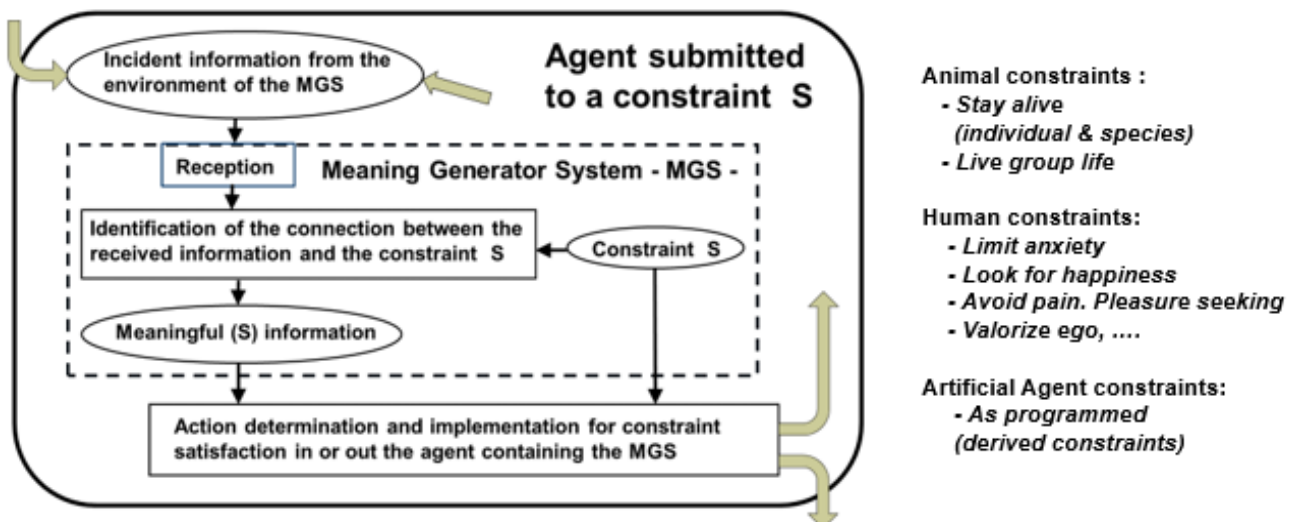 Incident information from the
environment of the MGS
Agent submitted
to a constraint S
Reception
Meaning Generator System - MGS -
Identification of the connection between the
received information and the constraint S
Constraint S
Meaningful (S) information
Action determination and implementation for constraint
satisfaction in or out the agent containing the MGS
Animal constraints :
- Stay alive
(individual & species)
- Live group life
Human constraints:
- Limit anxiety
- Look for happiness
- Avoid pain. Pleasure seeking
- Valorize ego, ....
Artificial Agent constraints:
- As programmed
(derived constraints)